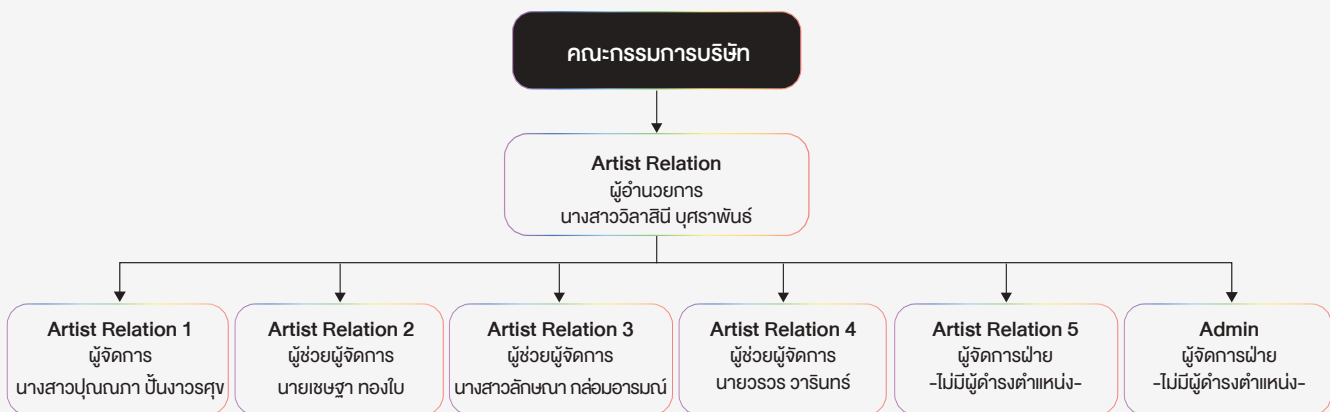 คณะกรรมการบริษัท
Artist Relation
ผู้อำนวยการ
นางสาววิลาสินี บุศราพันธ์
Artist Relation 1
ผู้จัดการ
นางสาวปุณณภา ปั้นงาวรศุข
Artist Relation 2
ผู้ช่วยผู้จัดการ
นายเชษฐา ทองใบ
Artist Relation 3
ผู้ช่วยผู้จัดการ
นางสาวลักษณา กล่อมอารมณ์
Artist Relation 4
ผู้ช่วยผู้จัดการ
นายวรวร วารินทร์
Artist Relation 5
ผู้จัดการฝ่าย
-ไม่มีผู้ดำรงตำแหน่ง-
Admin
ผู้จัดการฝ่าย
-ไม่มีผู้ดำรงตำแหน่ง-